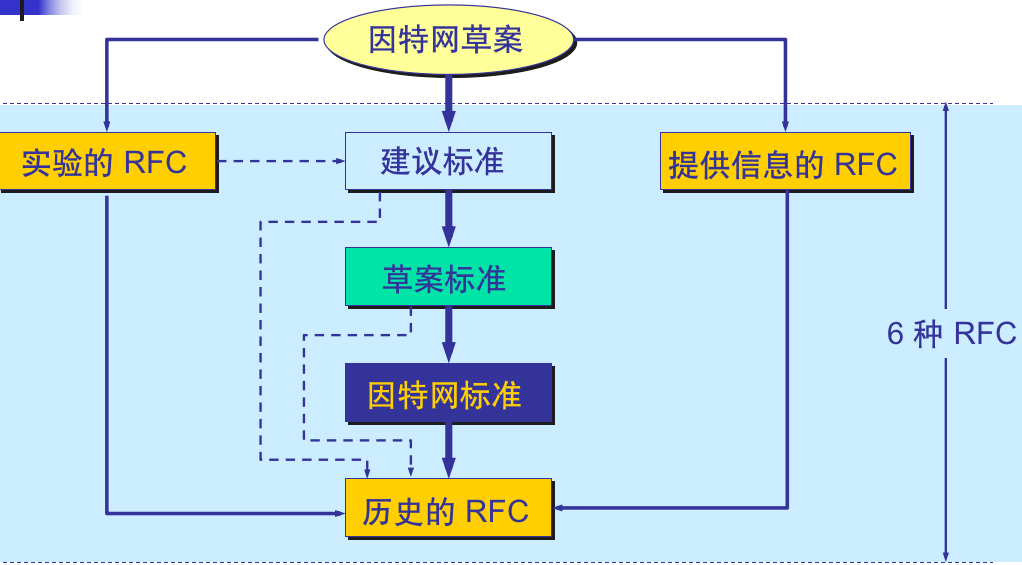 因特网草案
实验的 RFC
建议标准
提供信息的 RFC
草案标准
6 种 RFC
因特网标准
历史的 RFC